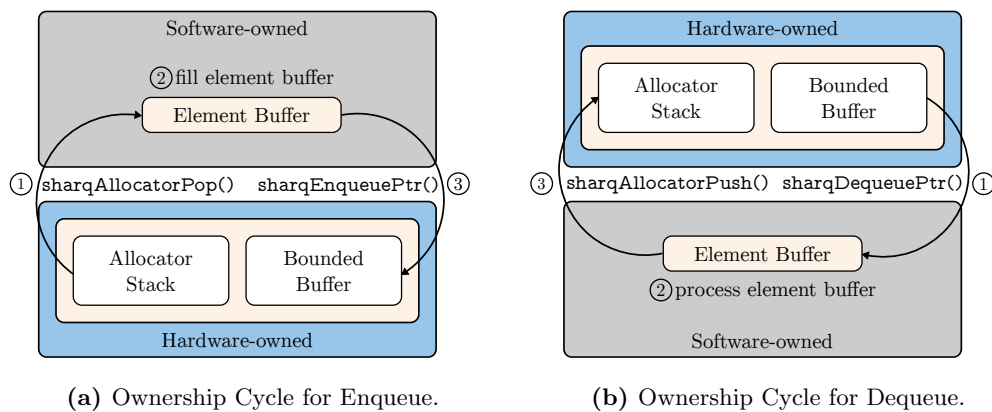 Software-owned
② fill element buffer
Element Buffer
① sharqAllocatorPop() sharqEnqueuePtr() ③
Allocator
Stack
Bounded
Buffer
Hardware-owned
(a) Ownership Cycle for Enqueue.
Hardware-owned
Allocator
Stack
Bounded
Buffer
③ sharqAllocatorPush() sharqDequeuePtr() ①
Element Buffer
② process element buffer
Software-owned
(b) Ownership Cycle for Dequeue.